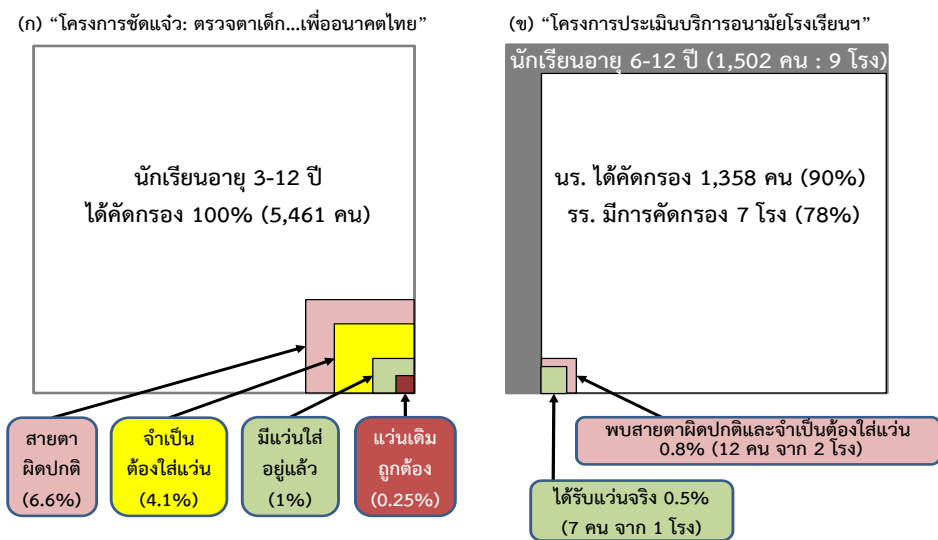 (ก) “โครงการชัดแจ๋ว: ตรวจตาเด็ก...เพื่ออนาคตไทย”
นักเรียนอายุ 3-12 ปี
ได้คัดกรอง 100% (5,461 คน)
สายตา
ผิดปกติ
(6.6%)
จำเป็น
ต้องใส่แว่น
(4.1%)
มีแว่นใส่
อยู่แล้ว
(1%)
แว่นเดิม
ถูกต้อง
(0.25%)
(ข) “โครงการประเมินบริการอนามัยโรงเรียนฯ”
นักเรียนอายุ 6-12 ปี (1,502 คน : 9 โรง)
นร. ได้คัดกรอง 1,358 คน (90%)
รร. มีการคัดกรอง 7 โรง (78%)
พบสายตาผิดปกติและจำเป็นต้องใส่แว่น
0.8% (12 คน จาก 2 โรง)
ได้รับแว่นจริง 0.5%
(7 คน จาก 1 โรง)